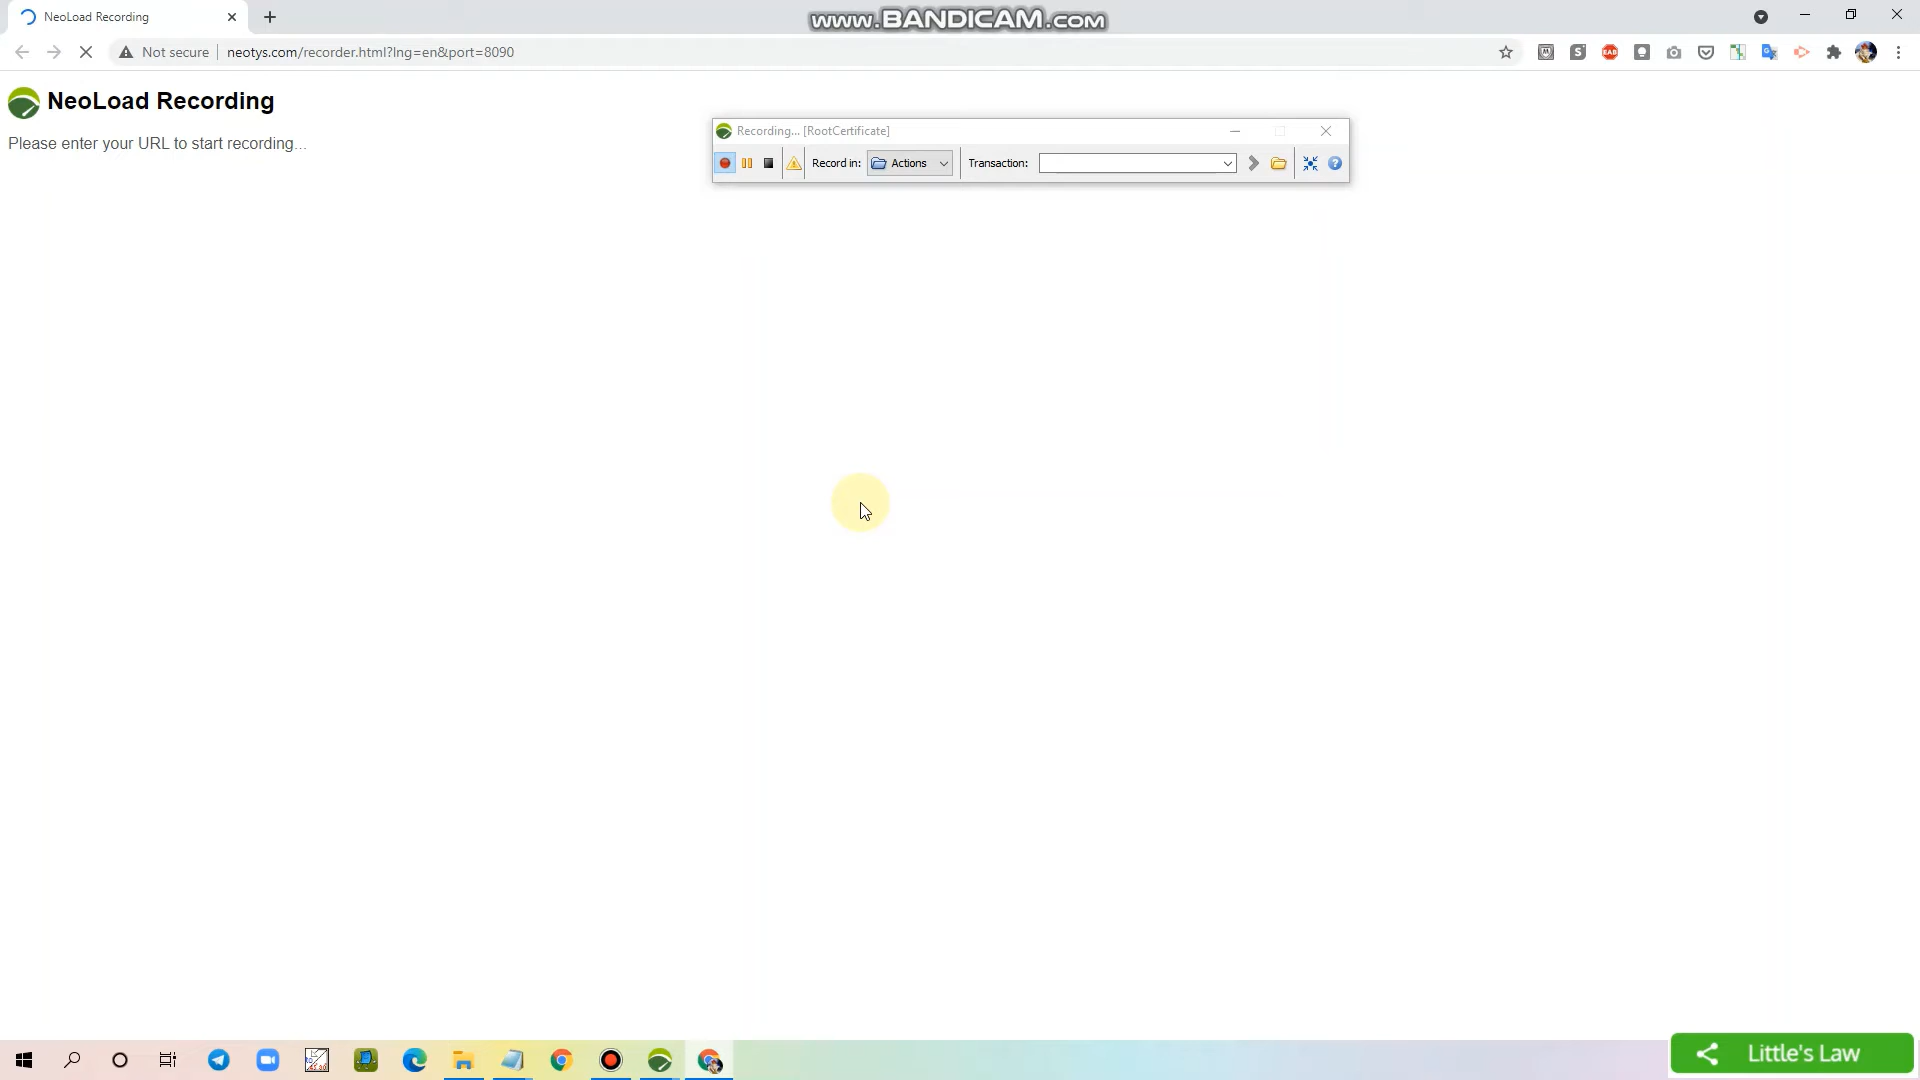 NeoLoad Recording
www.BANDICAM.com
Not secure
neotys.com/recorder.html?lng=en&port=8090
NeoLoad Recording
Please enter your URL to start recording...
Recording... [RootCertificate]
Record in:
Actions
Transaction:
Little's Law